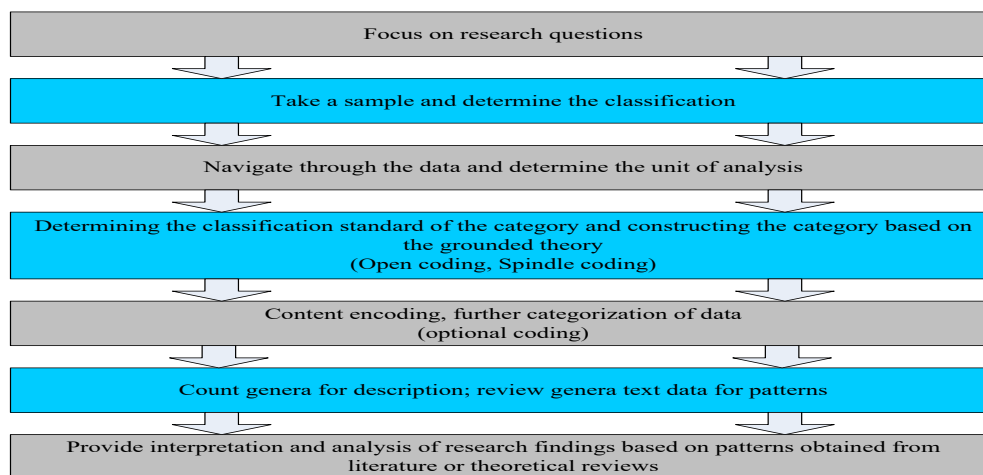 Focus on research questions
Take a sample and determine the classification
Navigate through the data and determine the unit of analysis
Determining the classification standard of the category and constructing the category based on
the grounded theory
(Open coding, Spindle coding)
Content encoding, further categorization of data
(optional coding)
Count genera for description; review genera text data for patterns
Provide interpretation and analysis of research findings based on patterns obtained from
literature or theoretical reviews